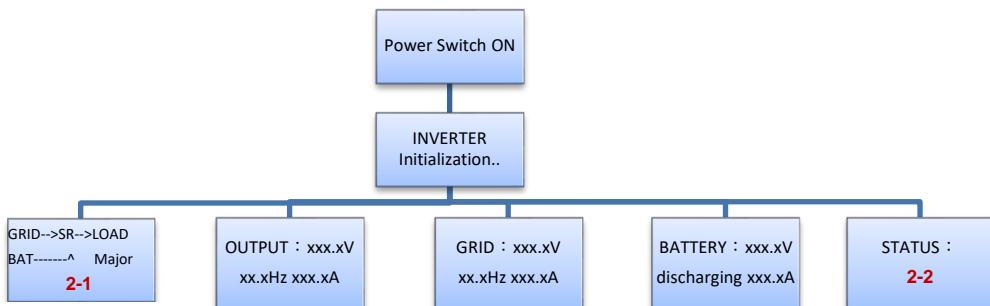 Power Switch ON
INVERTER
Initialization..
GRID-->SR-->LOAD
BAT-------^ Major
2-1
OUTPUT：xxx.xV
xx.xHz xxx.xA
GRID：xxx.xV
xx.xHz xxx.xA
BATTERY：xxx.xV
discharging xxx.xA
STATUS：
2-2